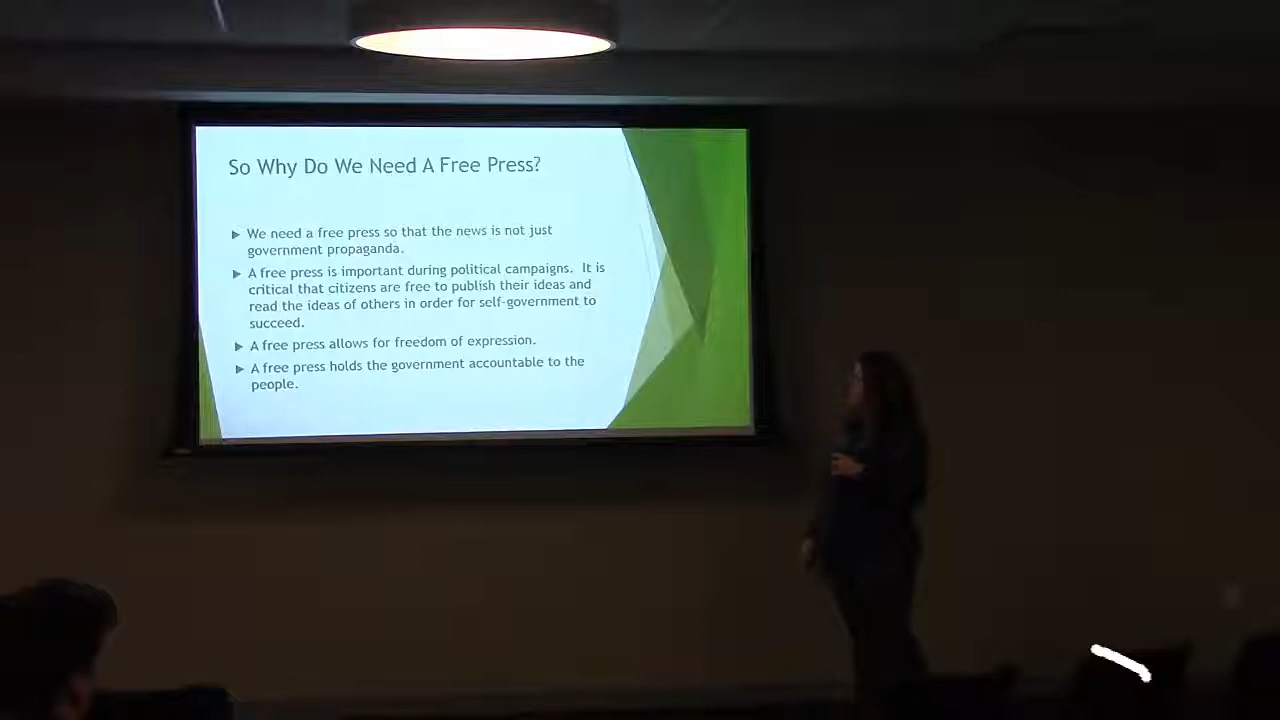 So Why Do We Need A Free Press?
We need a free press so that the news is not just
government propaganda.
A free press is important during political campaigns. It is
critical that citizens are free to publish their ideas and
read the ideas of others in order for self-government to
succeed.
A free press allows for freedom of expression.
A free press holds the government accountable to the
people.